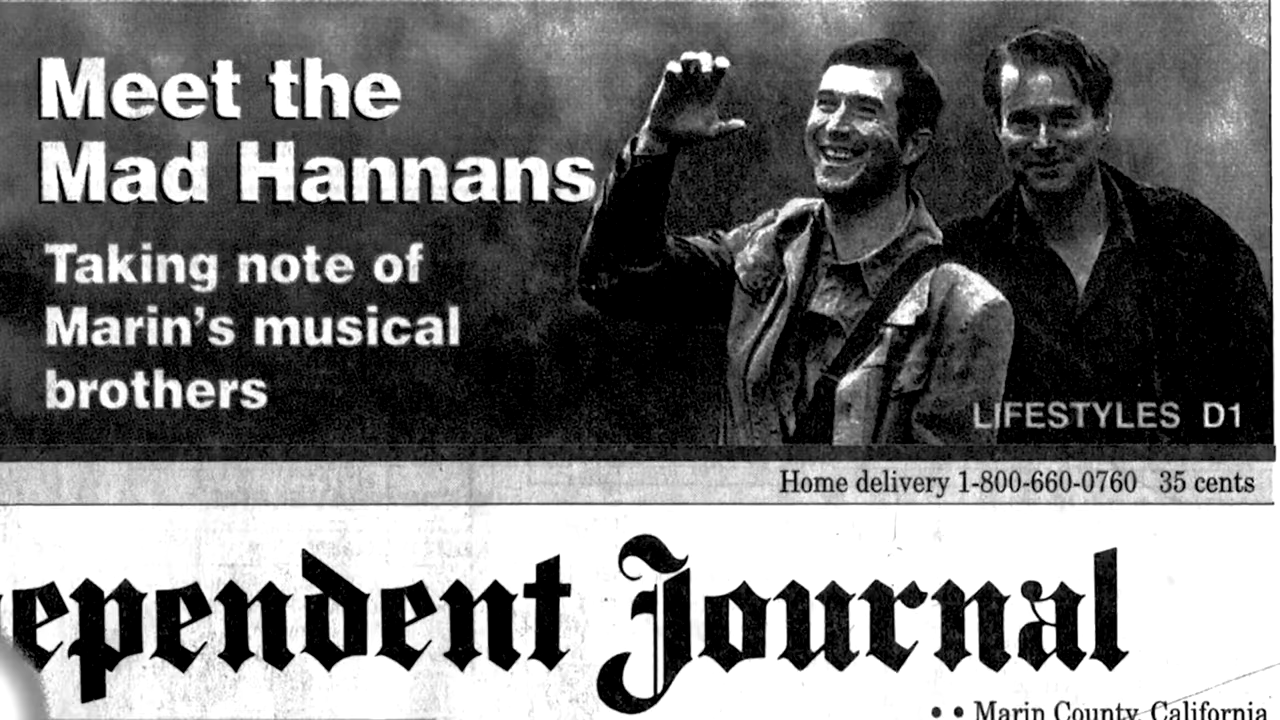 Meet the
Mad Hannans
Taking note of
Marin's musical
brothers
LIFESTYLES D1
Home delivery 1-800-660-0760 35 cents
ependent Journal
• • Marin County, California